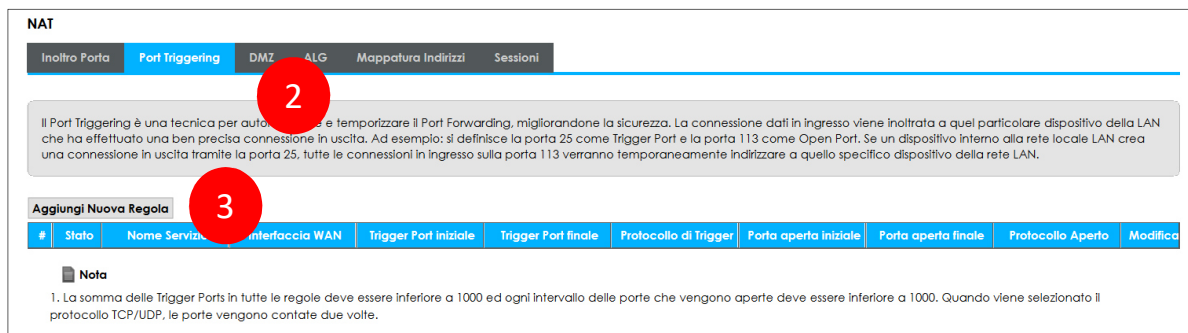 NAT
Inoltro Porta Port Triggering DMZ ALG Mappatura Indirizzi Sessioni
2
Il Port Triggering è una tecnica per e temporizzare il Port Forwarding, migliorandone la sicurezza. La connessione dati in ingresso viene inoltrata a quel particolare dispositivo della LAN
che ha effettuato una ben precisa connessione in uscita. Ad esempio: si definisce la porta 25 come Trigger Port e la porta 113 come Open Port. Se un dispositivo interno alla rete locale LAN crea
una connessione in uscita tramite la porta 25, tutte le connessioni in ingresso sulla porta 113 verranno temporaneamente indirizzare a quello specifico dispositivo della rete LAN.
Aggiungi Nuova Regola
3
# Stato Nome Servizio Interfaccia WAN Trigger Port iniziale Trigger Port finale Protocollo di Trigger Porta aperta iniziale Porta aperta finale Protocollo Aperto Modifica
Nota
1. La somma delle Trigger Ports in tutte le regole deve essere inferiore a 1000 ed ogni intervallo delle porte che vengono aperte deve essere inferiore a 1000. Quando viene selezionato il
protocollo TCP/UDP, le porte vengono contate due volte.